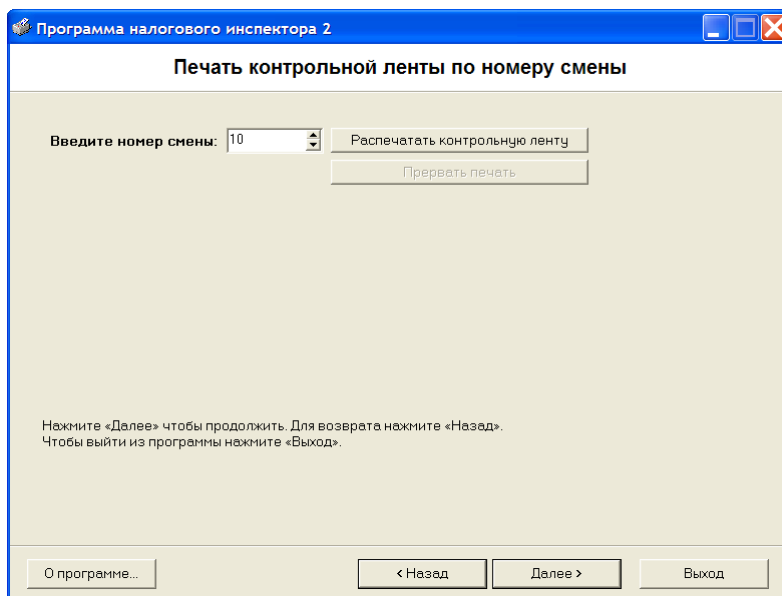 Программа налогового инспектора 2
Печать контрольной ленты по номеру смены
Введите номер смены: 10 Распечатать контрольную ленту
Прервать печать
Нажмите «Далее» чтобы продолжить. Для возврата нажмите «Назад».
Чтобы выйти из программы нажмите «Выход».
О программе... < Назад Далее > Выход